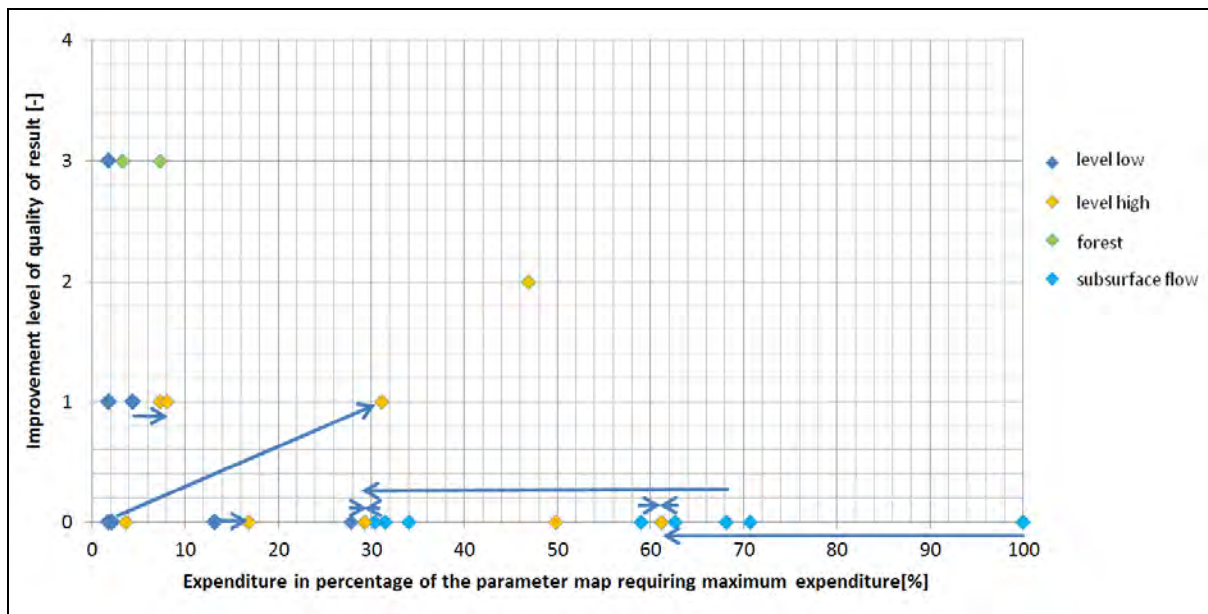 4
3
2
1
0
0 10 20 30 40 50 60 70 80 90 100
Improvement level of quality of result [-]
Expenditure in percentage of the parameter map requiring maximum expenditure[%]
level low
level high
forest
subsurface flow